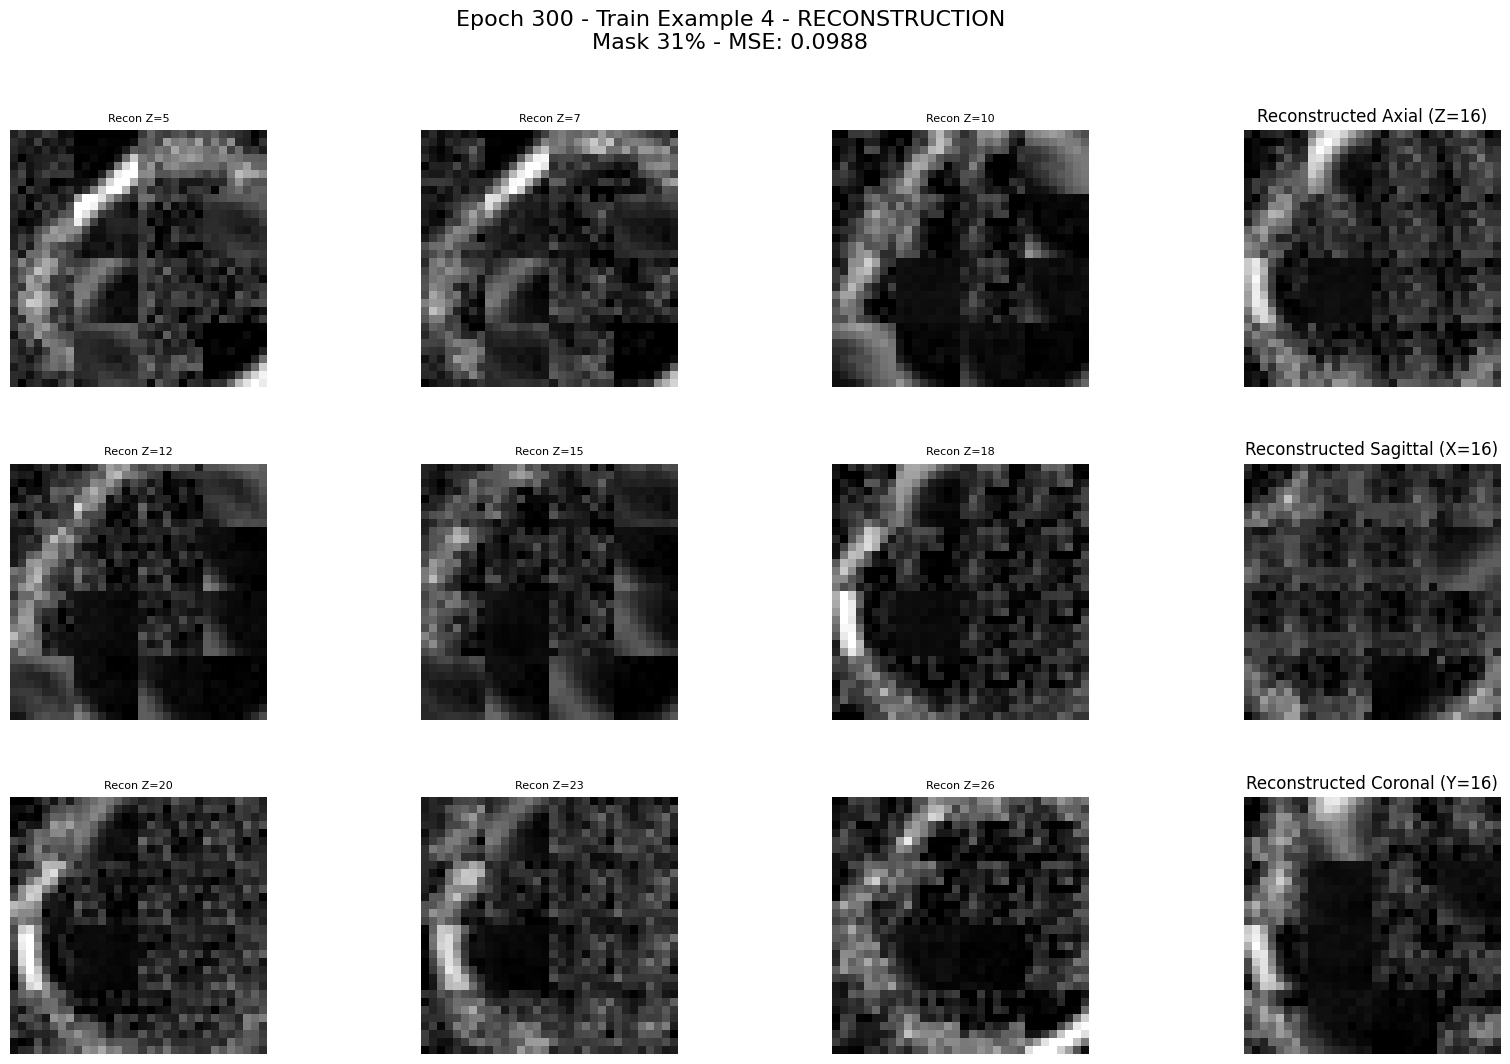 Epoch 300 - Train Example 4 - RECONSTRUCTION
Mask 31% - MSE: 0.0988
Recon Z=5
Recon Z=7
Recon Z=10
Reconstructed Axial (Z=16)
Recon Z=12
Recon Z=15
Recon Z=18
Reconstructed Sagittal (X=16)
Recon Z=20
Recon Z=23
Recon Z=26
Reconstructed Coronal (Y=16)